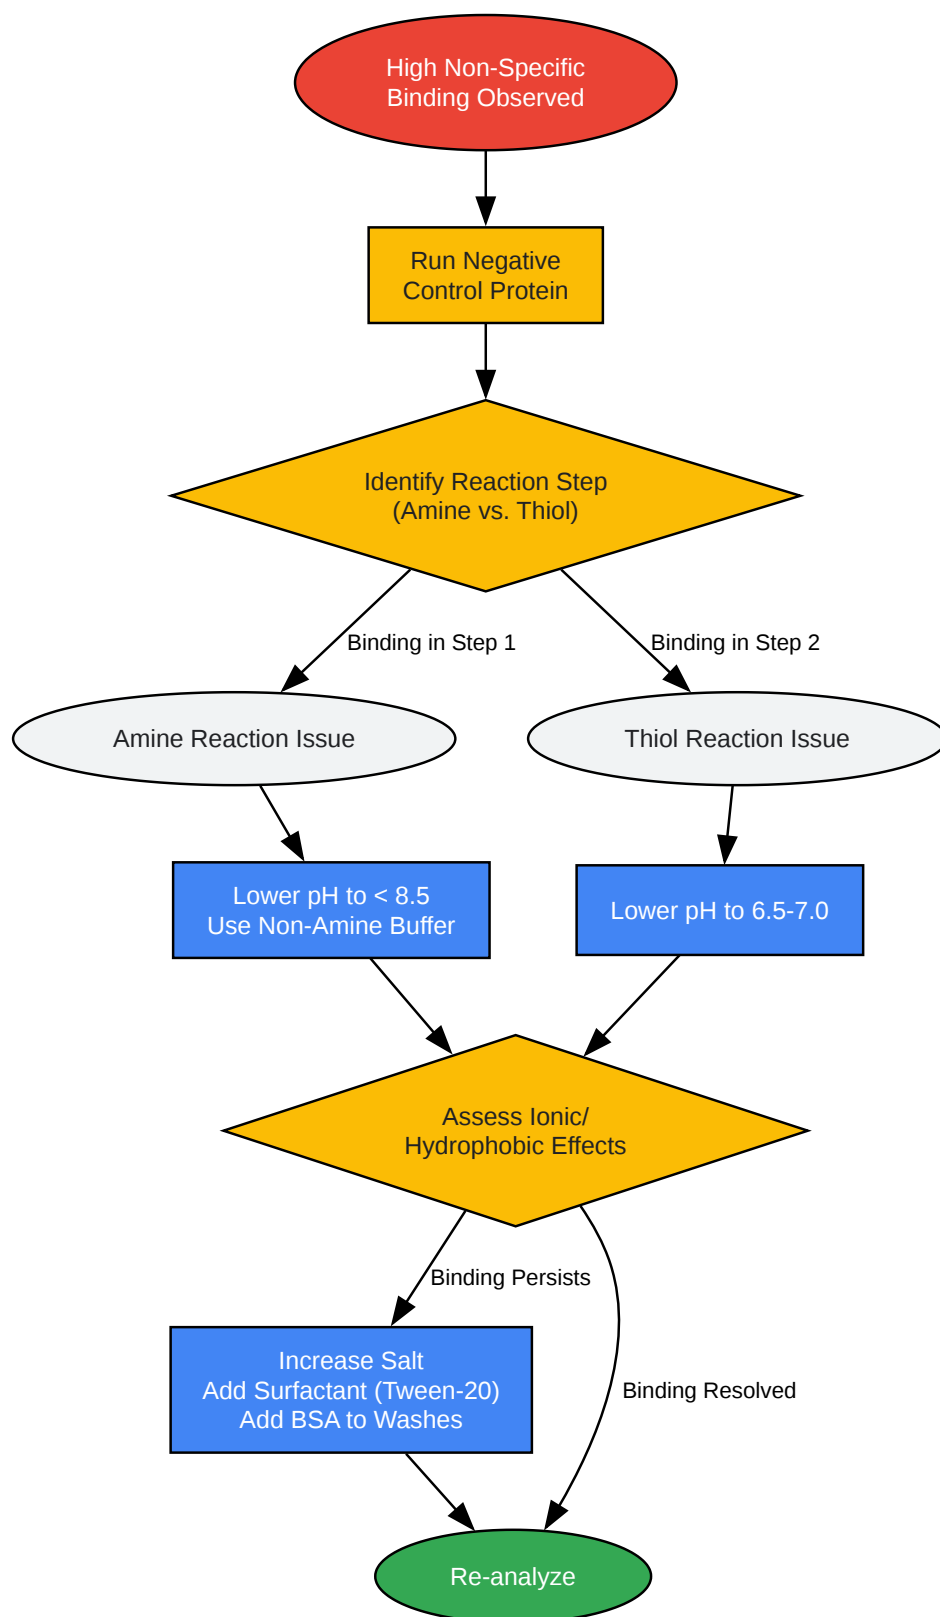 High Non-Specific
Binding Observed
Run Negative
Control Protein
Identify Reaction Step
(Amine vs. Thiol)
Binding in Step 1
Binding in Step 2
Amine Reaction Issue
Thiol Reaction Issue
Lower pH to < 8.5
Use Non-Amine Buffer
Lower pH to 6.5-7.0
Assess Ionic/
Hydrophobic Effects
Binding Persists
Increase Salt
Add Surfactant (Tween-20)
Add BSA to Washes
Binding Resolved
Re-analyze